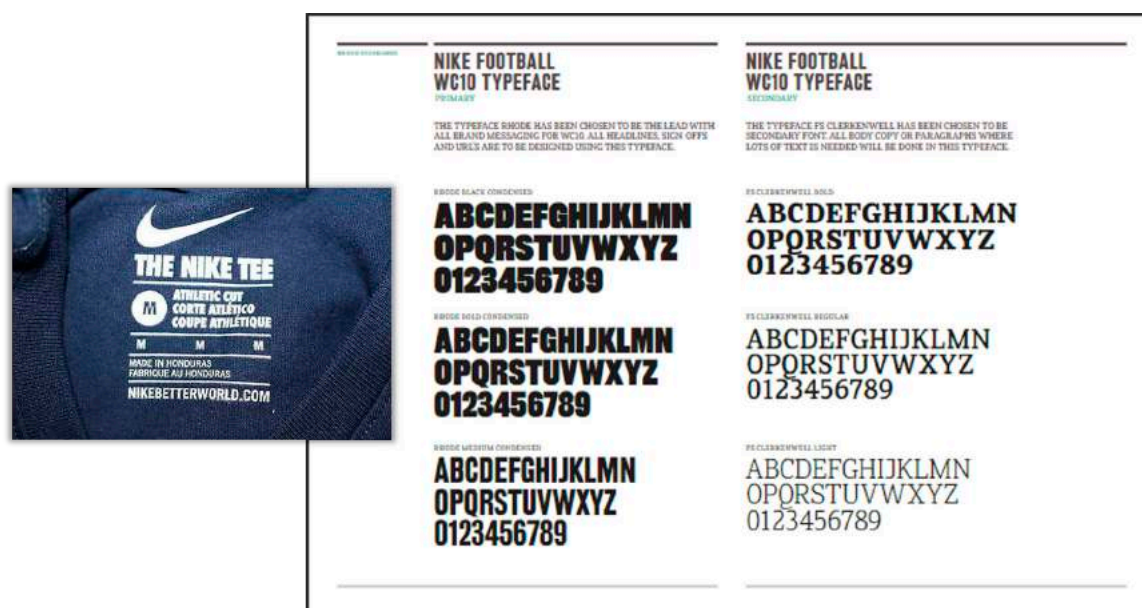 THE NIKE TEE
M
ATHLETIC CUT
CORTE ATLÉTICO
COUPE ATHLÉTIQUE
M M M
MADE IN HONDURAS
FABRIQUE AU HONDURAS
NIKEBETTERWORLD.COM
NIKE FOOTBALL
WC10 TYPEFACE
PRIMARY
THE TYPEFACE RHODE HAS BEEN CHOSEN TO BE THE LEAD WITH
ALL BRAND MESSAGING FOR WC10. ALL HEADLINES, SIGN OFFS
AND URLS ARE TO BE DESIGNED USING THIS TYPEFACE.
RHODE BLACK CONDENSED
ABCDEFGHIJKLMN
OPQRSTUVWXYZ
0123456789
RHODE BOLD CONDENSED
ABCDEFGHIJKLMN
OPQRSTUVWXYZ
0123456789
RHODE MEDIUM CONDENSED
ABCDEFGHIJKLMN
OPQRSTUVWXYZ
0123456789
NIKE FOOTBALL
WC10 TYPEFACE
SECONDARY
THE TYPEFACE FS CLERKENWELL HAS BEEN CHOSEN TO BE
SECONDARY FONT. ALL BODY COPY OR PARAGRAPHS WHERE
LOTS OF TEXT IS NEEDED WILL BE DONE IN THIS TYPEFACE.
FS CLERKENWELL BOLD
ABCDEFGHIJKLMN
OPQRSTUVWXYZ
0123456789
FS CLERKENWELL REGULAR
ABCDEFGHIJKLMN
OPQRSTUVWXYZ
0123456789
FS CLERKENWELL LIGHT
ABCDEFGHIJKLMN
OPQRSTUVWXYZ
0123456789